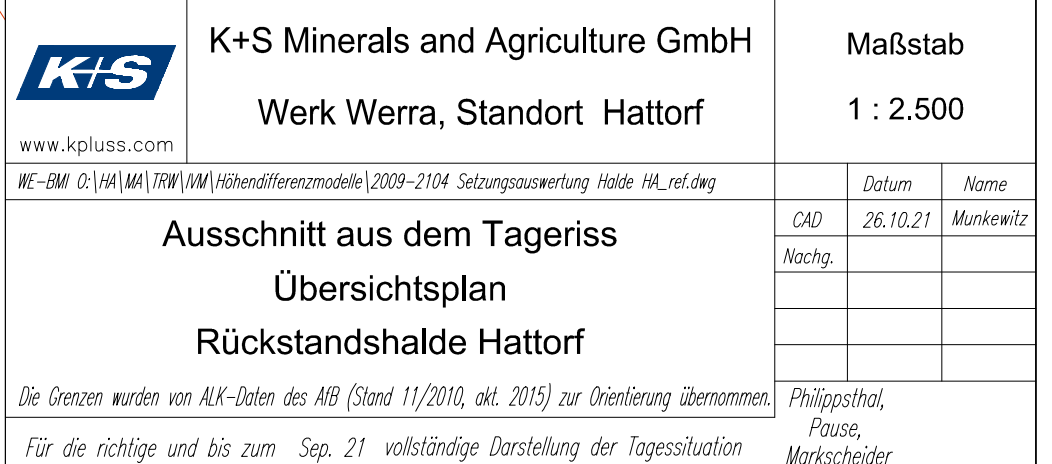 K+S
www.kpluss.com
K+S Minerals and Agriculture GmbH
Werk Werra, Standort Hattorf
Maßstab
1 : 2.500
WE-BMI O:\HA\MA\TRW\IVM\Höhendifferenzmodelle\2009-2104 Setzungsauswertung Halde HA_ref.dwg
Datum Name
CAD 26.10.21 Munkewitz
Nachg.
Ausschnitt aus dem Tageriss
Übersichtsplan
Rückstandshalde Hattorf
Die Grenzen wurden von ALK-Daten des AfB (Stand 11/2010, akt. 2015) zur Orientierung übernommen.
Für die richtige und bis zum Sep. 21 vollständige Darstellung der Tagessituation
Philippsthal,
Pause,
Markscheider